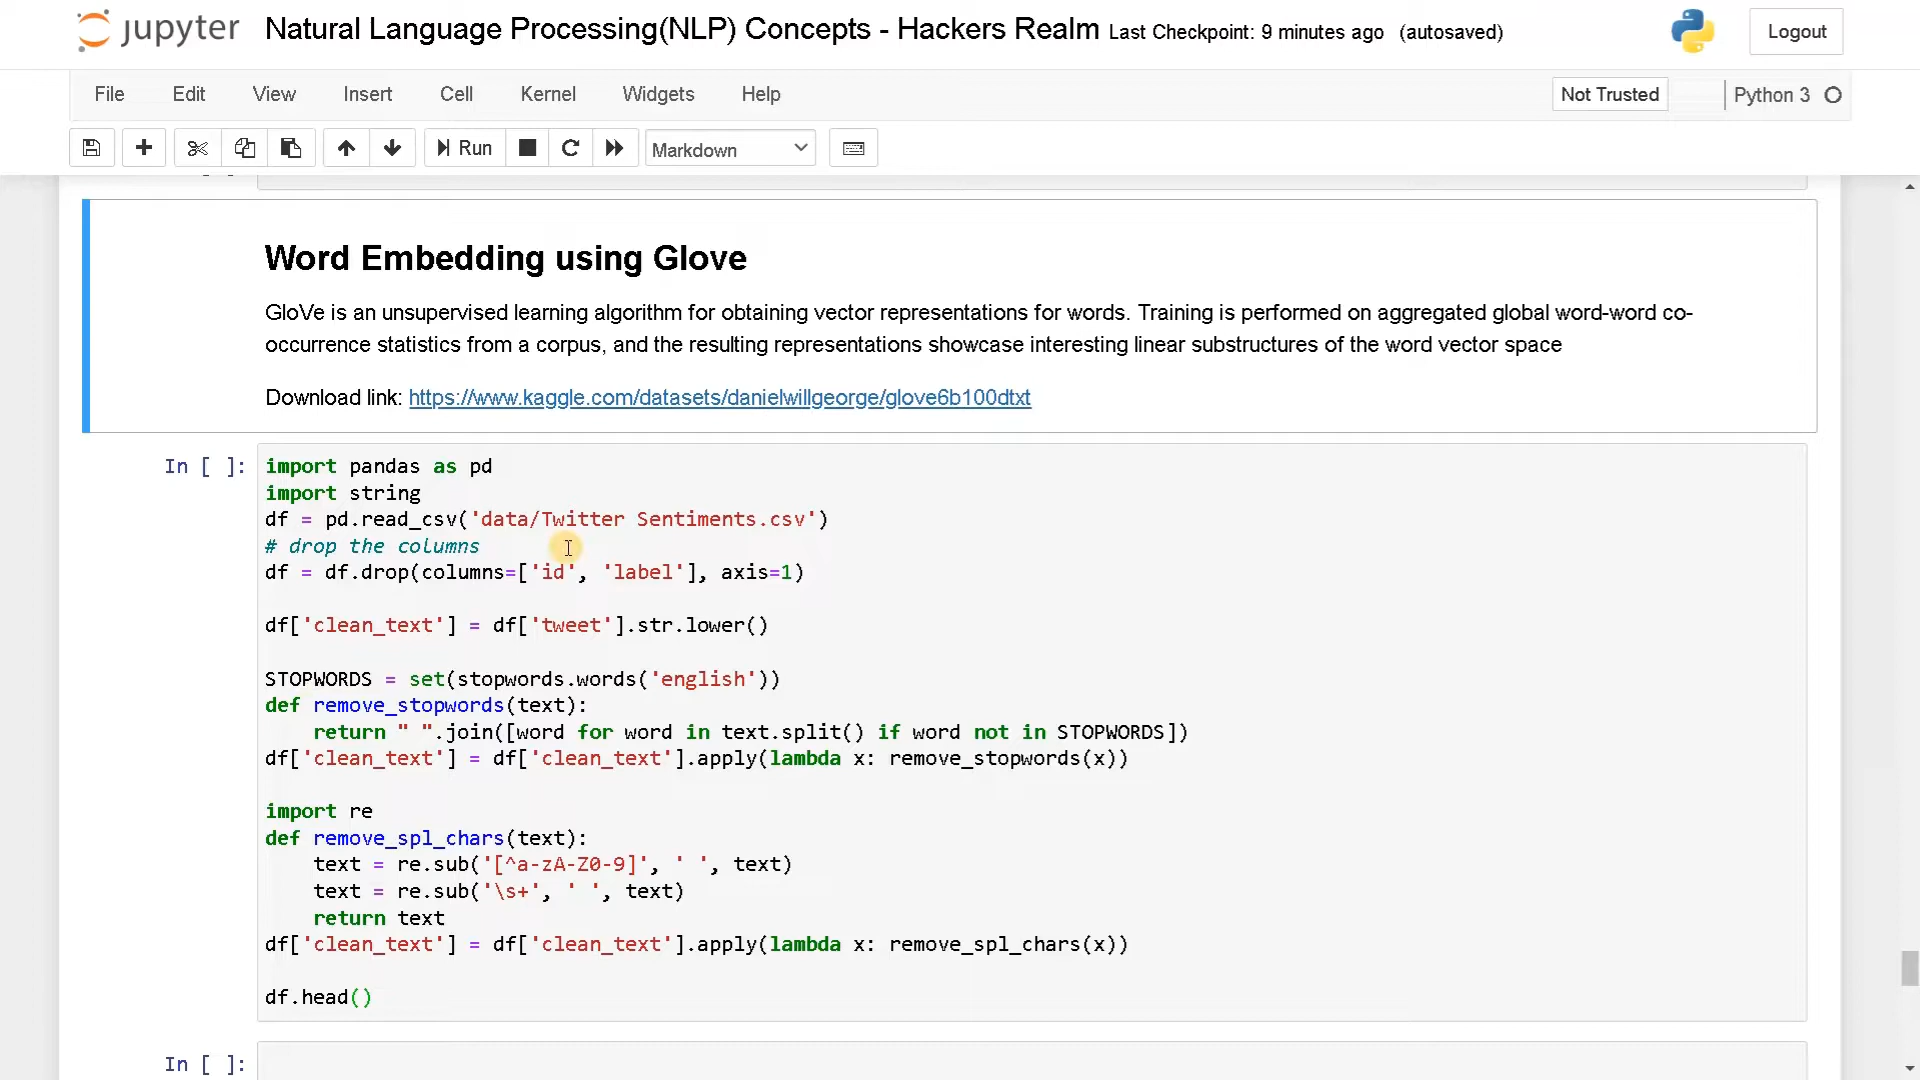 jupyter Natural Language Processing(NLP) Concepts - Hackers Realm Last Checkpoint: 9 minutes ago (autosaved) Logout
File Edit View Insert Cell Kernel Widgets Help Not Trusted Python 3
Run Markdown
Word Embedding using Glove
GloVe is an unsupervised learning algorithm for obtaining vector representations for words. Training is performed on aggregated global word-word co-
occurrence statistics from a corpus, and the resulting representations showcase interesting linear substructures of the word vector space
Download link: https://www.kaggle.com/datasets/danielwillgeorge/glove6b100dtxt
In [ ]: import pandas as pd
import string
df = pd.read_csv('data/Twitter Sentiments.csv')
# drop the columns
df = df.drop(columns=['id', 'label'], axis=1)
df['clean_text'] = df['tweet'].str.lower()
STOPWORDS = set(stopwords.words('english'))
def remove_stopwords(text):
    return " ".join([word for word in text.split() if word not in STOPWORDS])
df['clean_text'] = df['clean_text'].apply(lambda x: remove_stopwords(x))
import re
def remove_spl_chars(text):
    text = re.sub('[^a-zA-Z0-9]', ' ', text)
    text = re.sub('\s+', ' ', text)
    return text
df['clean_text'] = df['clean_text'].apply(lambda x: remove_spl_chars(x))
df.head()
In [ ]: